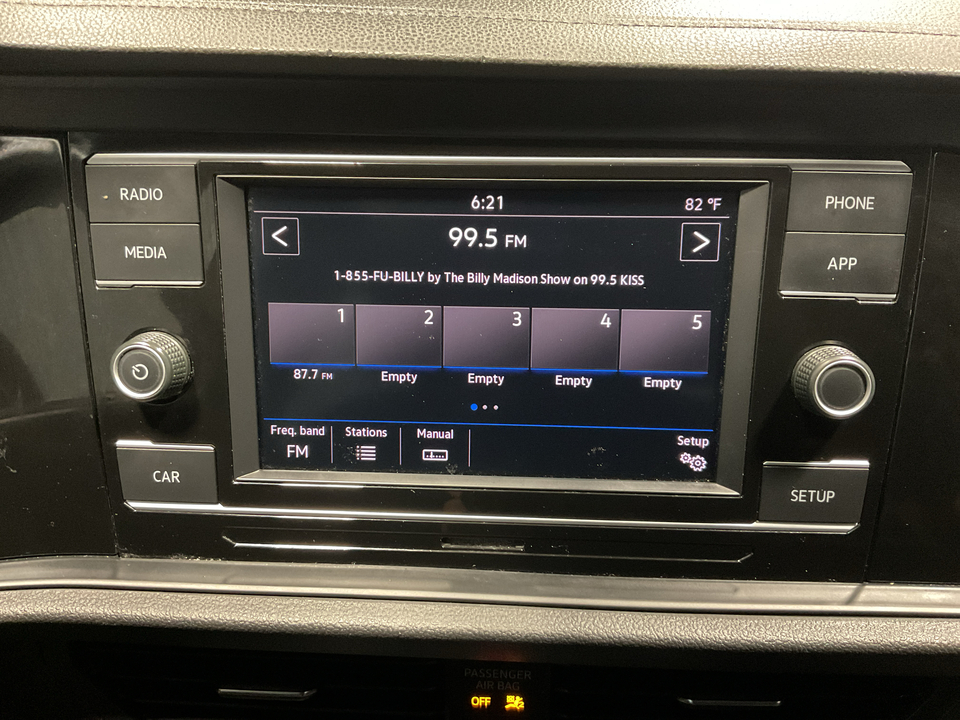 RADIO
MEDIA
CAR
6:21
82 °F
<
99.5 FM
>
1-855-FU-BILLY by The Billy Madison Show on 99.5 KISS
1 2 3 4 5
87.7 FM Empty Empty Empty Empty
Freq. band Stations Manual Setup
FM
PHONE
APP
SETUP
PASSENGER
AIR BAG
OFF